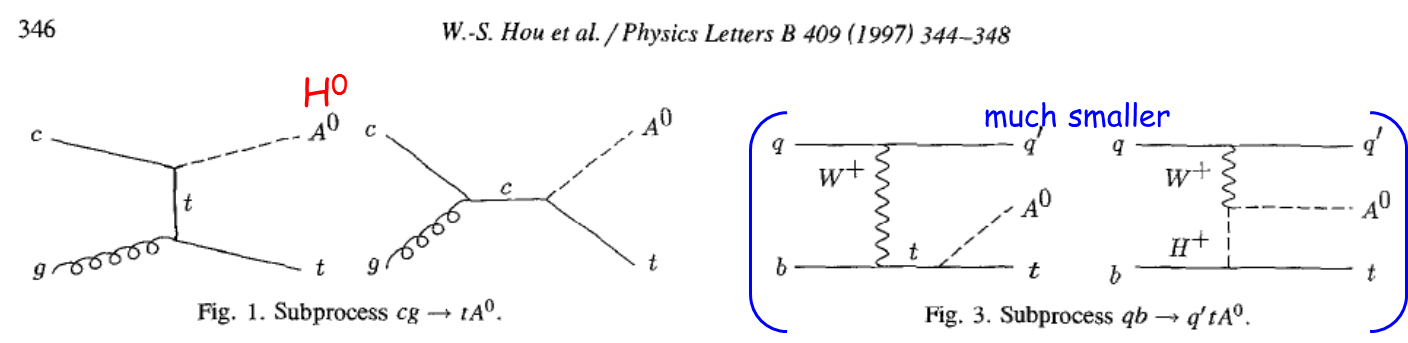 346
W.-S. Hou et al. / Physics Letters B 409 (1997) 344–348
H⁰
much smaller
c
A⁰
t
g
t
c
A⁰
c
g
t
q
q′
W⁺
A⁰
t
b
t
q
q′
W⁺
A⁰
H⁺
b
t
Fig. 1. Subprocess cg → tA⁰.
Fig. 3. Subprocess qb → q′tA⁰.